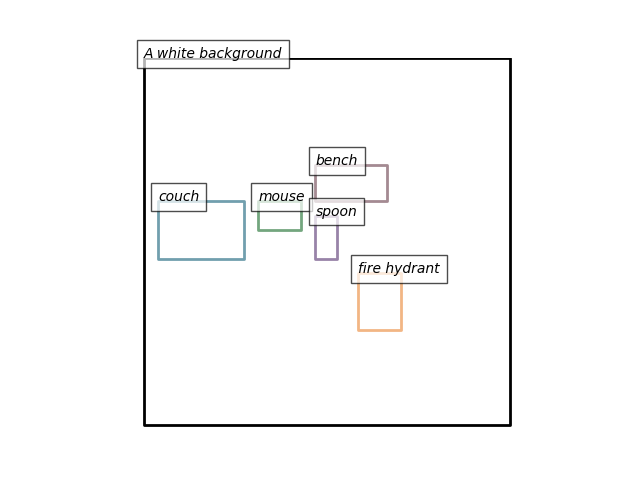 A white background
bench
couch
mouse
spoon
fire hydrant